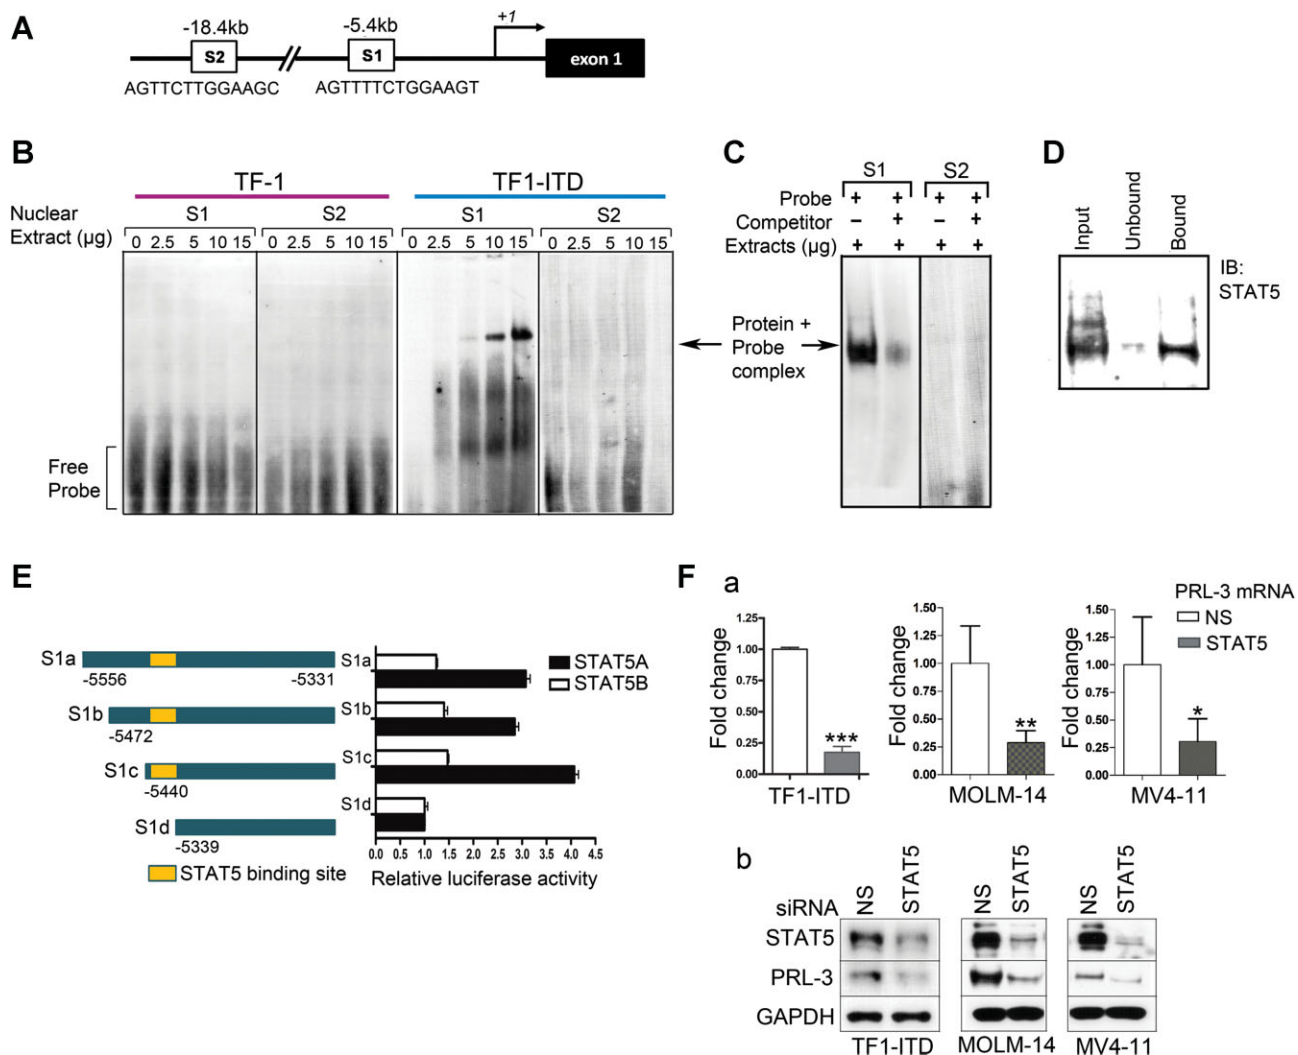 A
-18.4kb
-5.4kb
+1
S2
S1
exon 1
AGTTCTTGGAAGC
AGTTTTCTGGAAGT
B
TF-1
TF1-ITD
Nuclear
Extract (µg)
S1
S2
S1
S2
0 2.5 5 10 15
0 2.5 5 10 15
0 2.5 5 10 15
0 2.5 5 10 15
Free
Probe
Protein +
Probe
complex
C
S1
S2
Probe + + + +
Competitor – + – +
Extracts (µg) + + + +
D
Input
Unbound
Bound
IB:
STAT5
E
S1a
-5556
-5331
S1b
-5472
S1c
-5440
S1d
-5339
STAT5 binding site
S1a
S1b
S1c
S1d
STAT5A
STAT5B
0.0 0.5 1.0 1.5 2.0 2.5 3.0 3.5 4.0 4.5
Relative luciferase activity
F
a
PRL-3 mRNA
NS
STAT5
Fold change
1.25
1.00
0.75
0.50
0.25
0.00
***
TF1-ITD
Fold change
1.50
1.25
1.00
0.75
0.50
0.25
0.00
**
MOLM-14
Fold change
1.50
1.25
1.00
0.75
0.50
0.25
0.00
*
MV4-11
b
siRNA
NS
STAT5
NS
STAT5
NS
STAT5
STAT5
PRL-3
GAPDH
TF1-ITD
MOLM-14
MV4-11